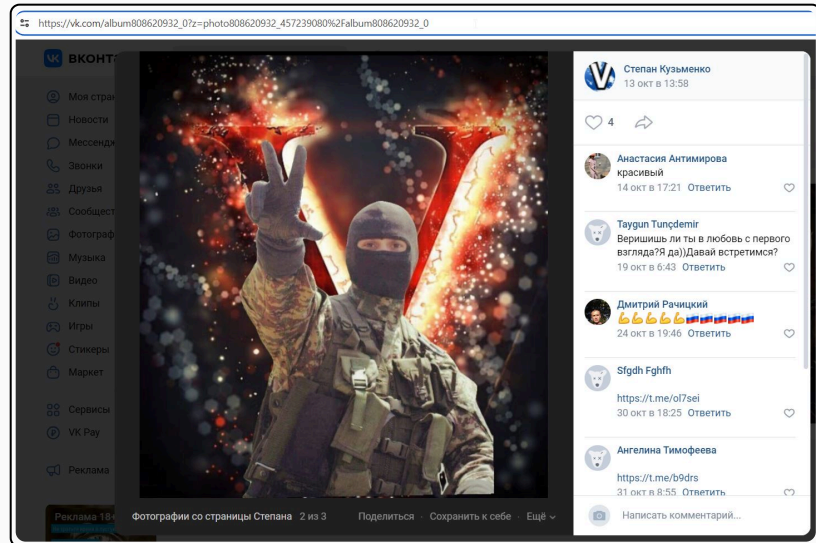 https://vk.com/album808620932_0?z=photo808620932_457239080%2Falbum808620932_0
ВКОНТ
Моя стран
Новости
Мессендж
Звонки
Друзья
Сообщест
Фотограф
Музыка
Видео
Клипы
Игры
Стикеры
Маркет
Сервисы
VK Pay
Реклама
Реклама 18+
V
Фотографии со страницы Степана 2 из 3 Поделиться · Сохранить к себе · Ещё
Степан Кузьменко
13 окт в 13:58
4
Анастасия Антимирова
красивый
14 окт в 17:21 Ответить
Taygun Tunçdemir
Веришишь ли ты в любовь с первого
взгляда?Я да))Давай встретимся?
19 окт в 6:43 Ответить
Дмитрий Рачицкий
💪💪💪💪💪🇷🇺🇷🇺🇷🇺🇷🇺🇷🇺
24 окт в 19:46 Ответить
Sfgdh Fghfh
https://t.me/ol7sei
30 окт в 18:25 Ответить
Ангелина Тимофеева
https://t.me/b9drs
31 окт в 8:55 Ответить
Написать комментарий...